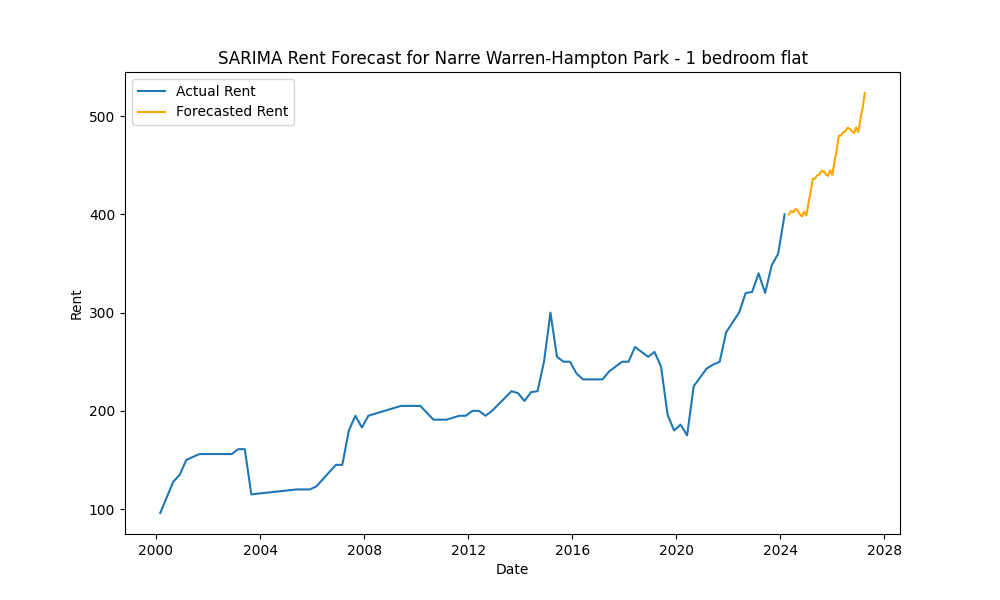 SARIMA Rent Forecast for Narre Warren-Hampton Park - 1 bedroom flat
Actual Rent
Forecasted Rent
500
400
300
200
100
Rent
2000 2004 2008 2012 2016 2020 2024 2028
Date